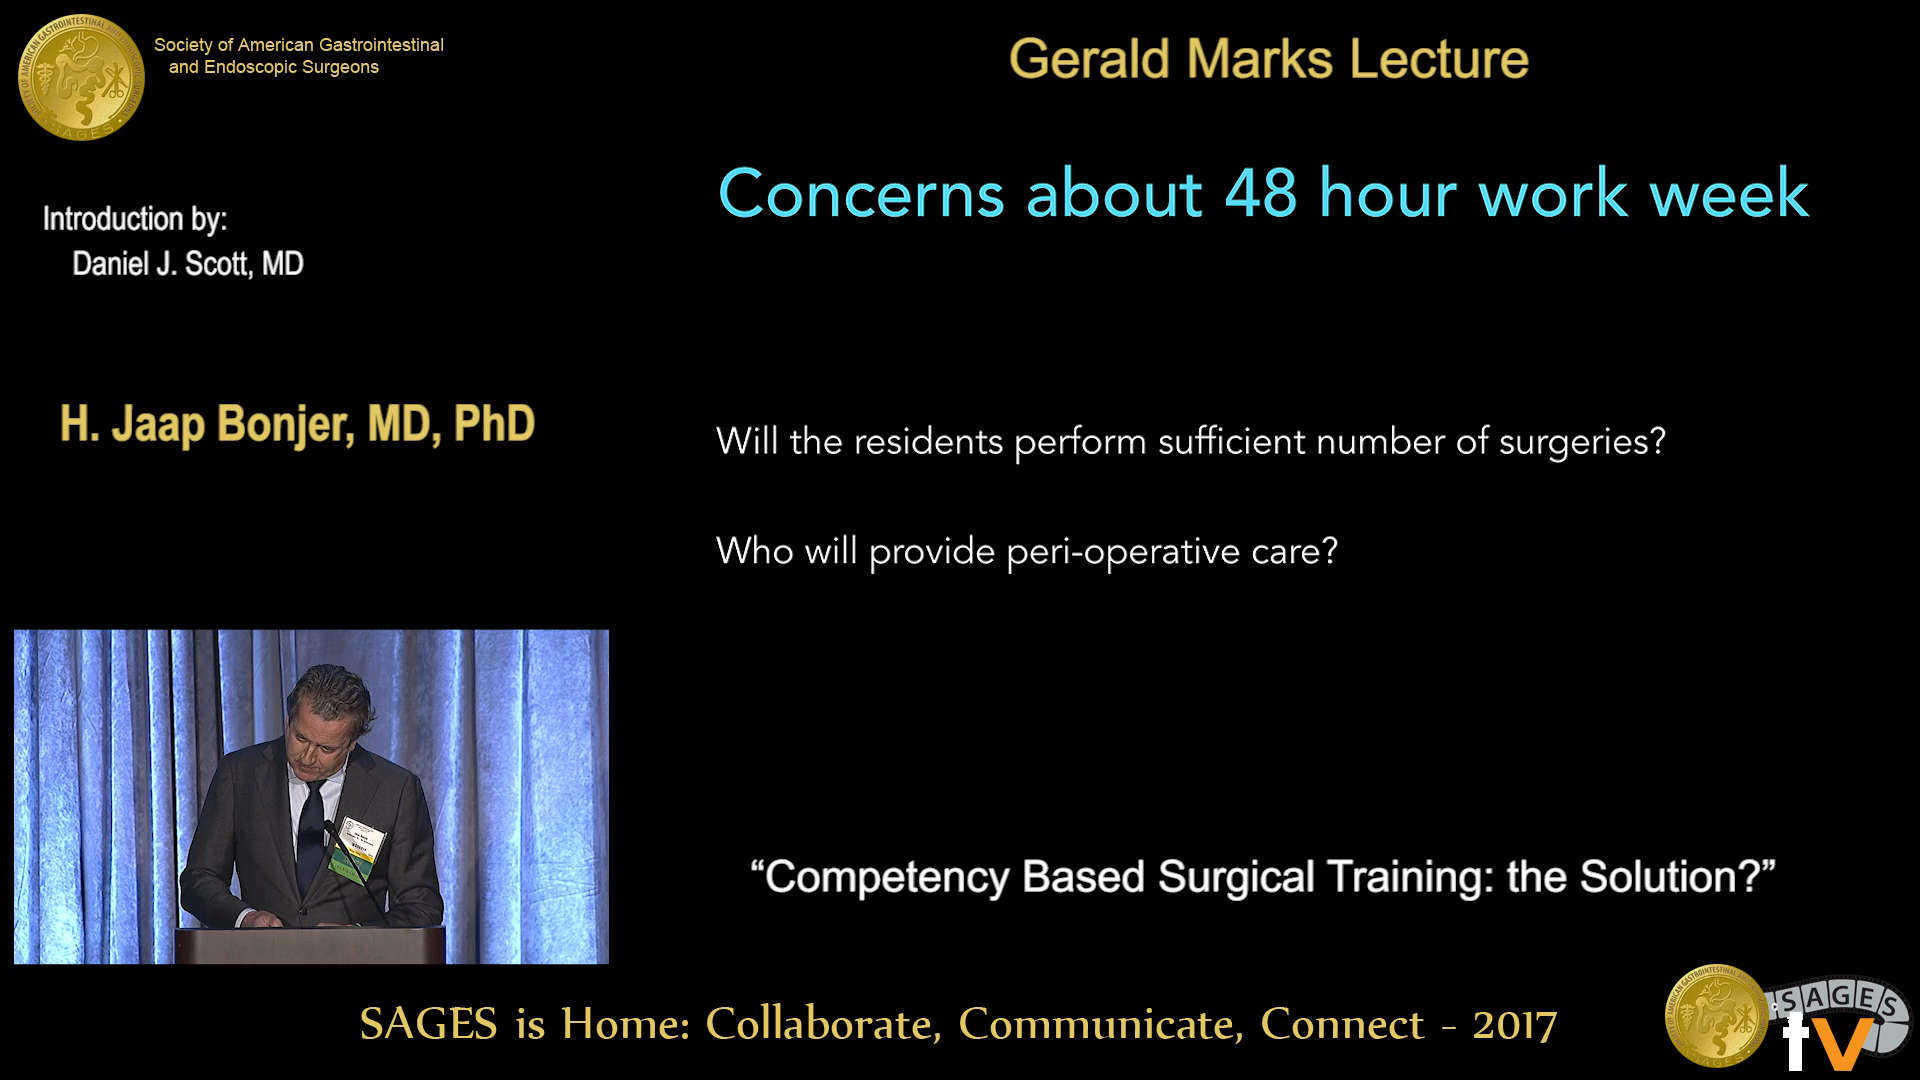 Society of American Gastrointestinal
and Endoscopic Surgeons
Gerald Marks Lecture
Introduction by:
Daniel J. Scott, MD
Concerns about 48 hour work week
H. Jaap Bonjer, MD, PhD
Will the residents perform sufficient number of surgeries?
Who will provide peri-operative care?
"Competency Based Surgical Training: the Solution?"
SAGES is Home: Collaborate, Communicate, Connect - 2017
SAGES
tv